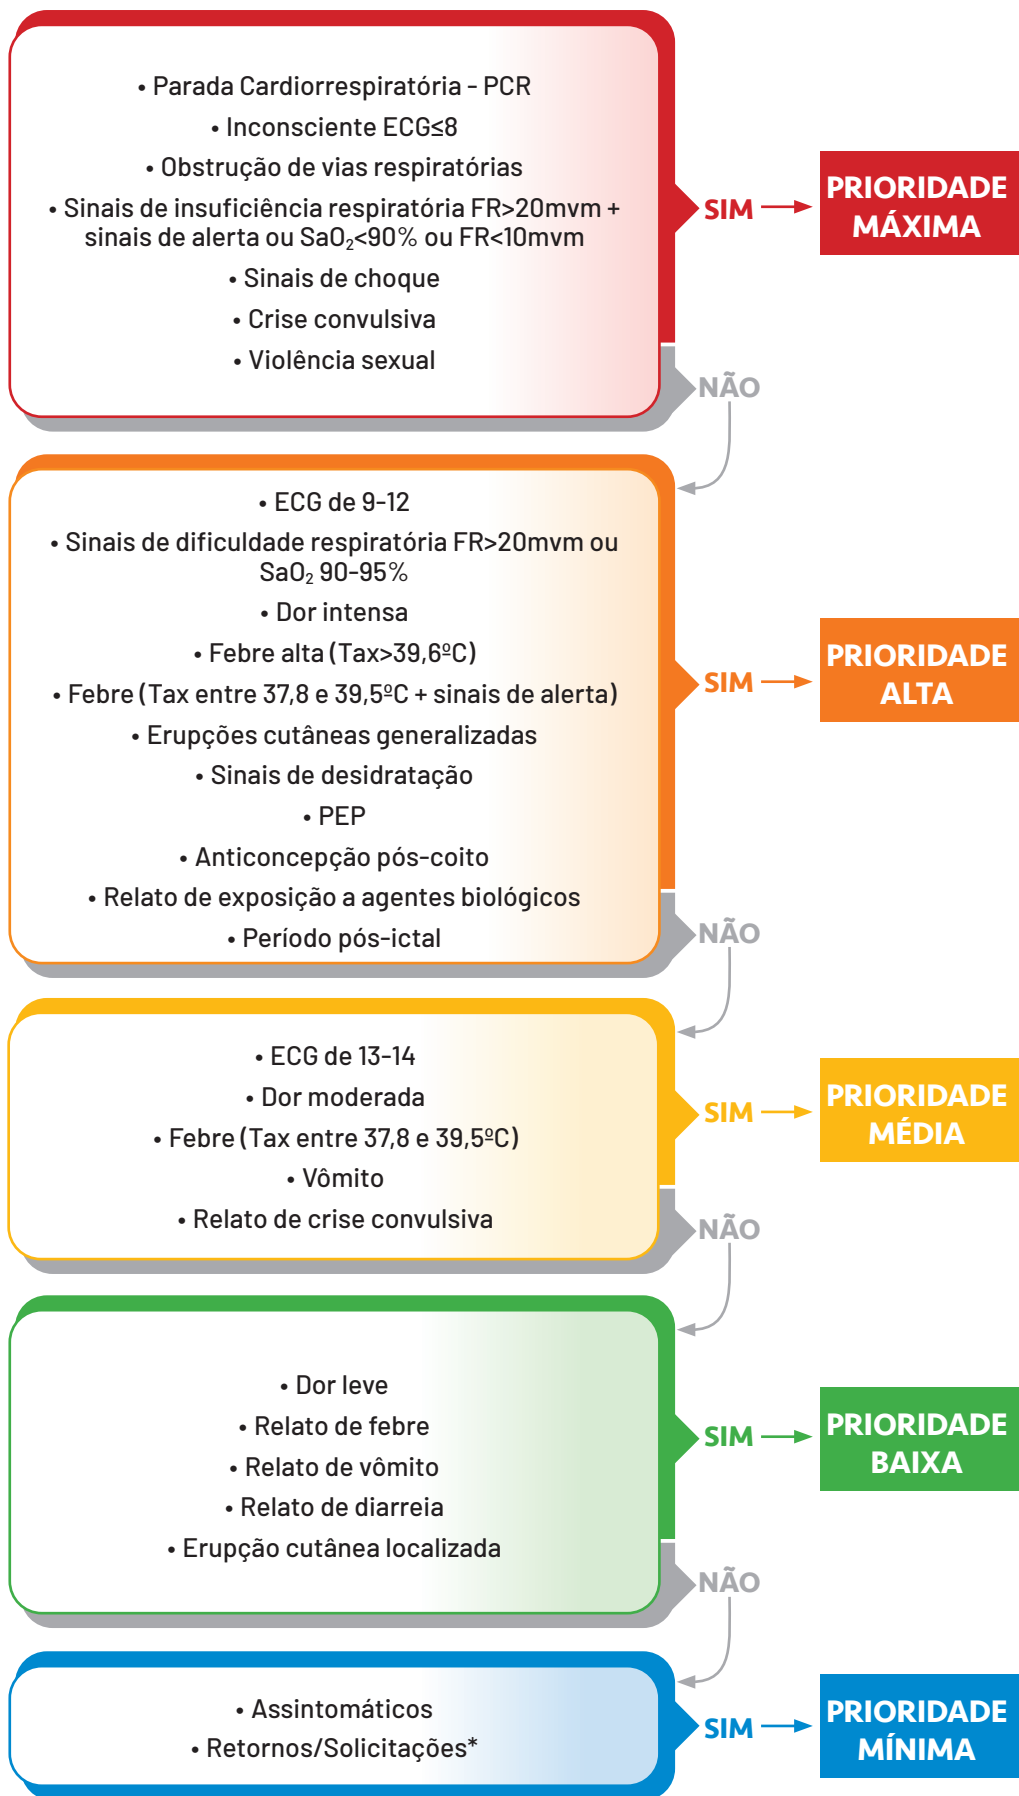 • Parada Cardiorrespiratória - PCR
• Inconsciente ECG≤8
• Obstrução de vias respiratórias
• Sinais de insuficiência respiratória FR>20mvm +
sinais de alerta ou SaO₂<90% ou FR<10mvm
• Sinais de choque
• Crise convulsiva
• Violência sexual
SIM
PRIORIDADE
MÁXIMA
NÃO
• ECG de 9-12
• Sinais de dificuldade respiratória FR>20mvm ou
SaO₂ 90-95%
• Dor intensa
• Febre alta (Tax>39,6ºC)
• Febre (Tax entre 37,8 e 39,5ºC + sinais de alerta)
• Erupções cutâneas generalizadas
• Sinais de desidratação
• PEP
• Anticoncepção pós-coito
• Relato de exposição a agentes biológicos
• Período pós-ictal
SIM
PRIORIDADE
ALTA
NÃO
• ECG de 13-14
• Dor moderada
• Febre (Tax entre 37,8 e 39,5ºC)
• Vômito
• Relato de crise convulsiva
SIM
PRIORIDADE
MÉDIA
NÃO
• Dor leve
• Relato de febre
• Relato de vômito
• Relato de diarreia
• Erupção cutânea localizada
SIM
PRIORIDADE
BAIXA
NÃO
• Assintomáticos
• Retornos/Solicitações*
SIM
PRIORIDADE
MÍNIMA